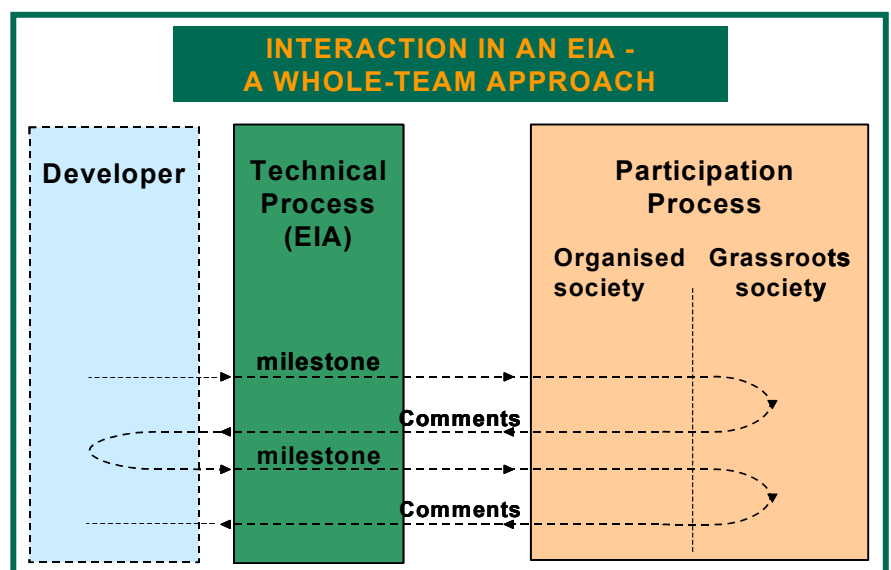 INTERACTION IN AN EIA -
A WHOLE-TEAM APPROACH
Developer
Technical
Process
(EIA)
Participation
Process
Organised
society
Grassroots
society
milestone
Comments
milestone
Comments